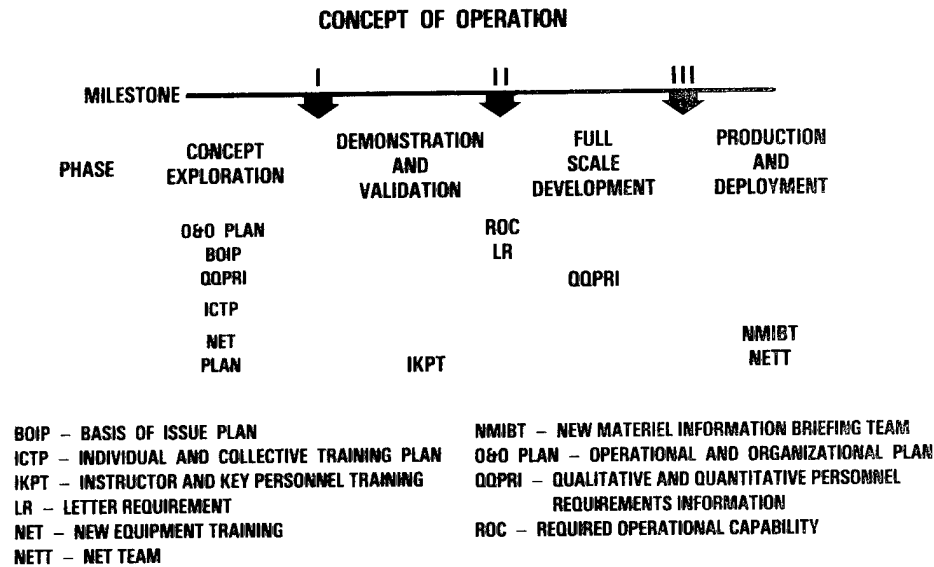 CONCEPT OF OPERATION
I II III
MILESTONE
PHASE
CONCEPT
EXPLORATION
DEMONSTRATION
AND
VALIDATION
FULL
SCALE
DEVELOPMENT
PRODUCTION
AND
DEPLOYMENT
O&O PLAN
BOIP
QQPRI
ICTP
NET
PLAN
IKPT
ROC
LR
QQPRI
NMIBT
NETT
BOIP – BASIS OF ISSUE PLAN
ICTP – INDIVIDUAL AND COLLECTIVE TRAINING PLAN
IKPT – INSTRUCTOR AND KEY PERSONNEL TRAINING
LR – LETTER REQUIREMENT
NET – NEW EQUIPMENT TRAINING
NETT – NET TEAM
NMIBT – NEW MATERIEL INFORMATION BRIEFING TEAM
O&O PLAN – OPERATIONAL AND ORGANIZATIONAL PLAN
QQPRI – QUALITATIVE AND QUANTITATIVE PERSONNEL
REQUIREMENTS INFORMATION
ROC – REQUIRED OPERATIONAL CAPABILITY